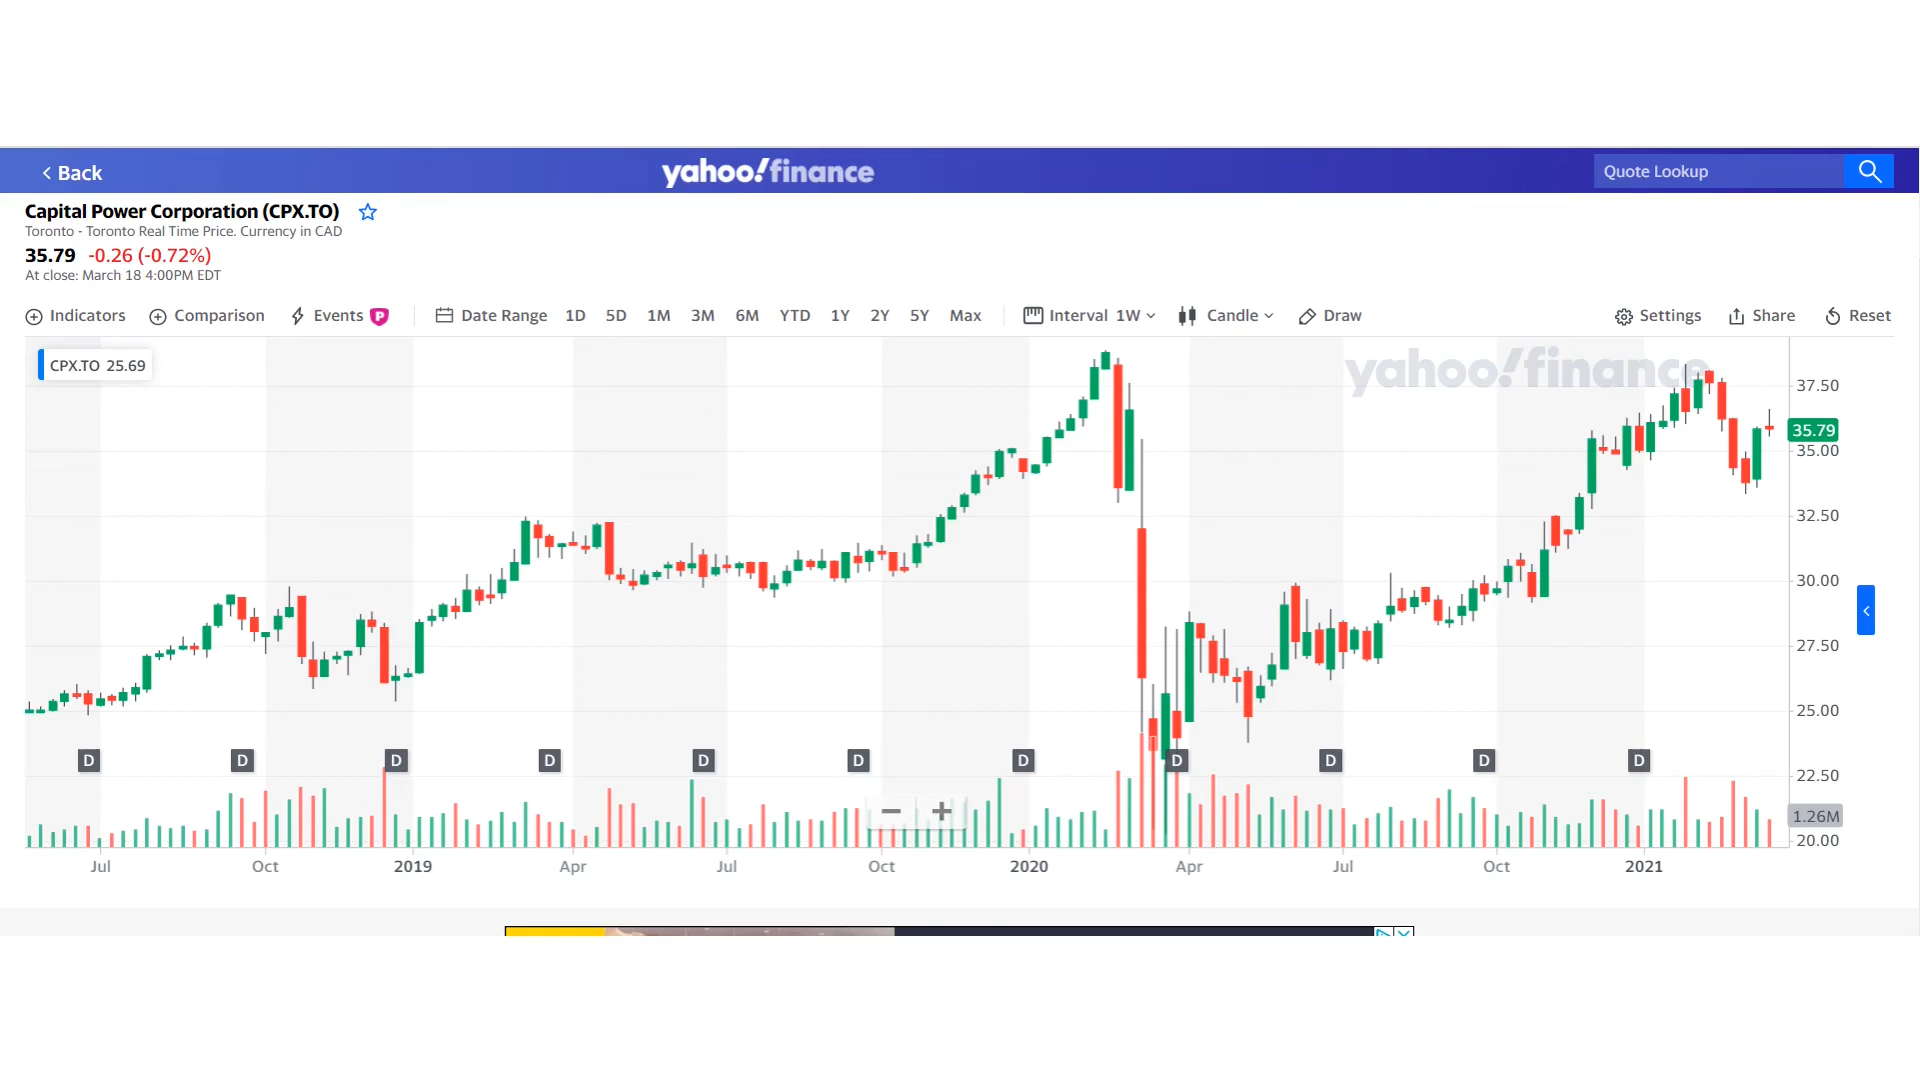 Back
yahoo!finance
Quote Lookup
Capital Power Corporation (CPX.TO)
Toronto - Toronto Real Time Price. Currency in CAD
35.79 -0.26 (-0.72%)
At close: March 18 4:00PM EDT
Indicators Comparison Events P Date Range 1D 5D 1M 3M 6M YTD 1Y 2Y 5Y Max Interval 1W Candle Draw Settings Share Reset
CPX.TO 25.69
yahoo!finance
37.50
35.79
35.00
32.50
30.00
27.50
25.00
D D D D D D D D D D D
22.50
1.26M
20.00
Jul Oct 2019 Apr Jul Oct 2020 Apr Jul Oct 2021